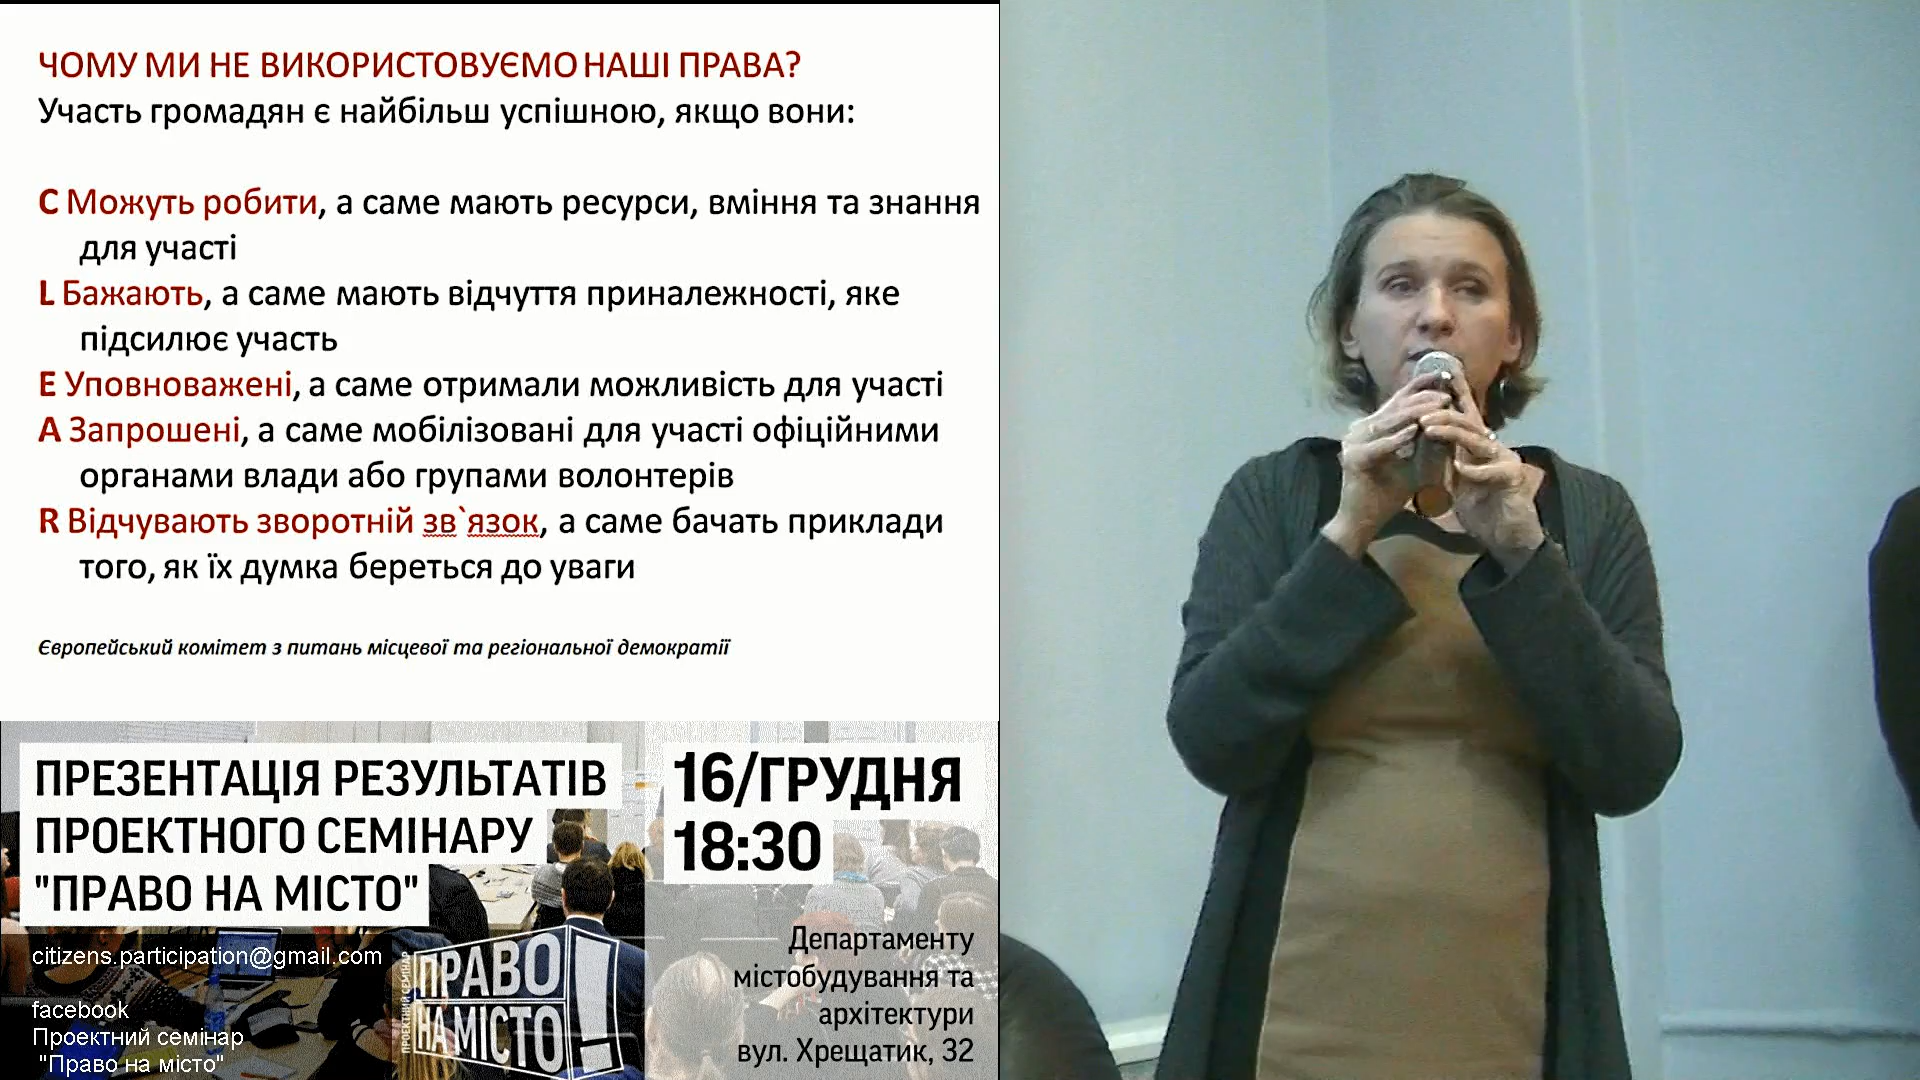 ЧОМУ МИ НЕ ВИКОРИСТОВУЄМО НАШІ ПРАВА?
Участь громадян є найбільш успішною, якщо вони:
C Можуть робити, а саме мають ресурси, вміння та знання
для участі
L Бажають, а саме мають відчуття приналежності, яке
підсилює участь
E Уповноважені, а саме отримали можливість для участі
A Запрошені, а саме мобілізовані для участі офіційними
органами влади або групами волонтерів
R Відчувають зворотній зв`язок, а саме бачать приклади
того, як їх думка береться до уваги
Європейський комітет з питань місцевої та регіональної демократії
ПРЕЗЕНТАЦІЯ РЕЗУЛЬТАТІВ
ПРОЕКТНОГО СЕМІНАРУ
"ПРАВО НА МІСТО"
16/ГРУДНЯ
18:30
citizens.participation@gmail.com
facebook
Проектний семінар
"Право на місто"
ПРОЕКТНИЙ СЕМІНАР
ПРАВО
НА МІСТО!
Департаменту
містобудування та
архітектури
вул. Хрещатик, 32